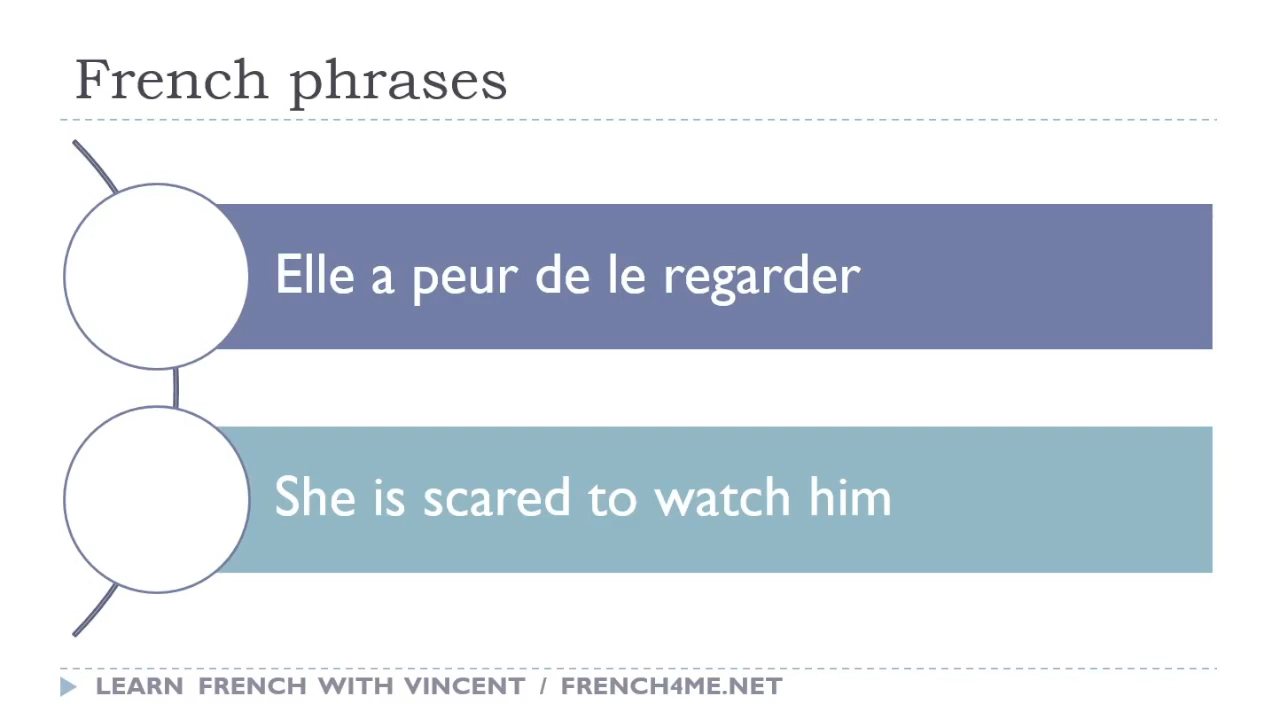 French phrases
Elle a peur de le regarder
She is scared to watch him
LEARN FRENCH WITH VINCENT / FRENCH4ME.NET